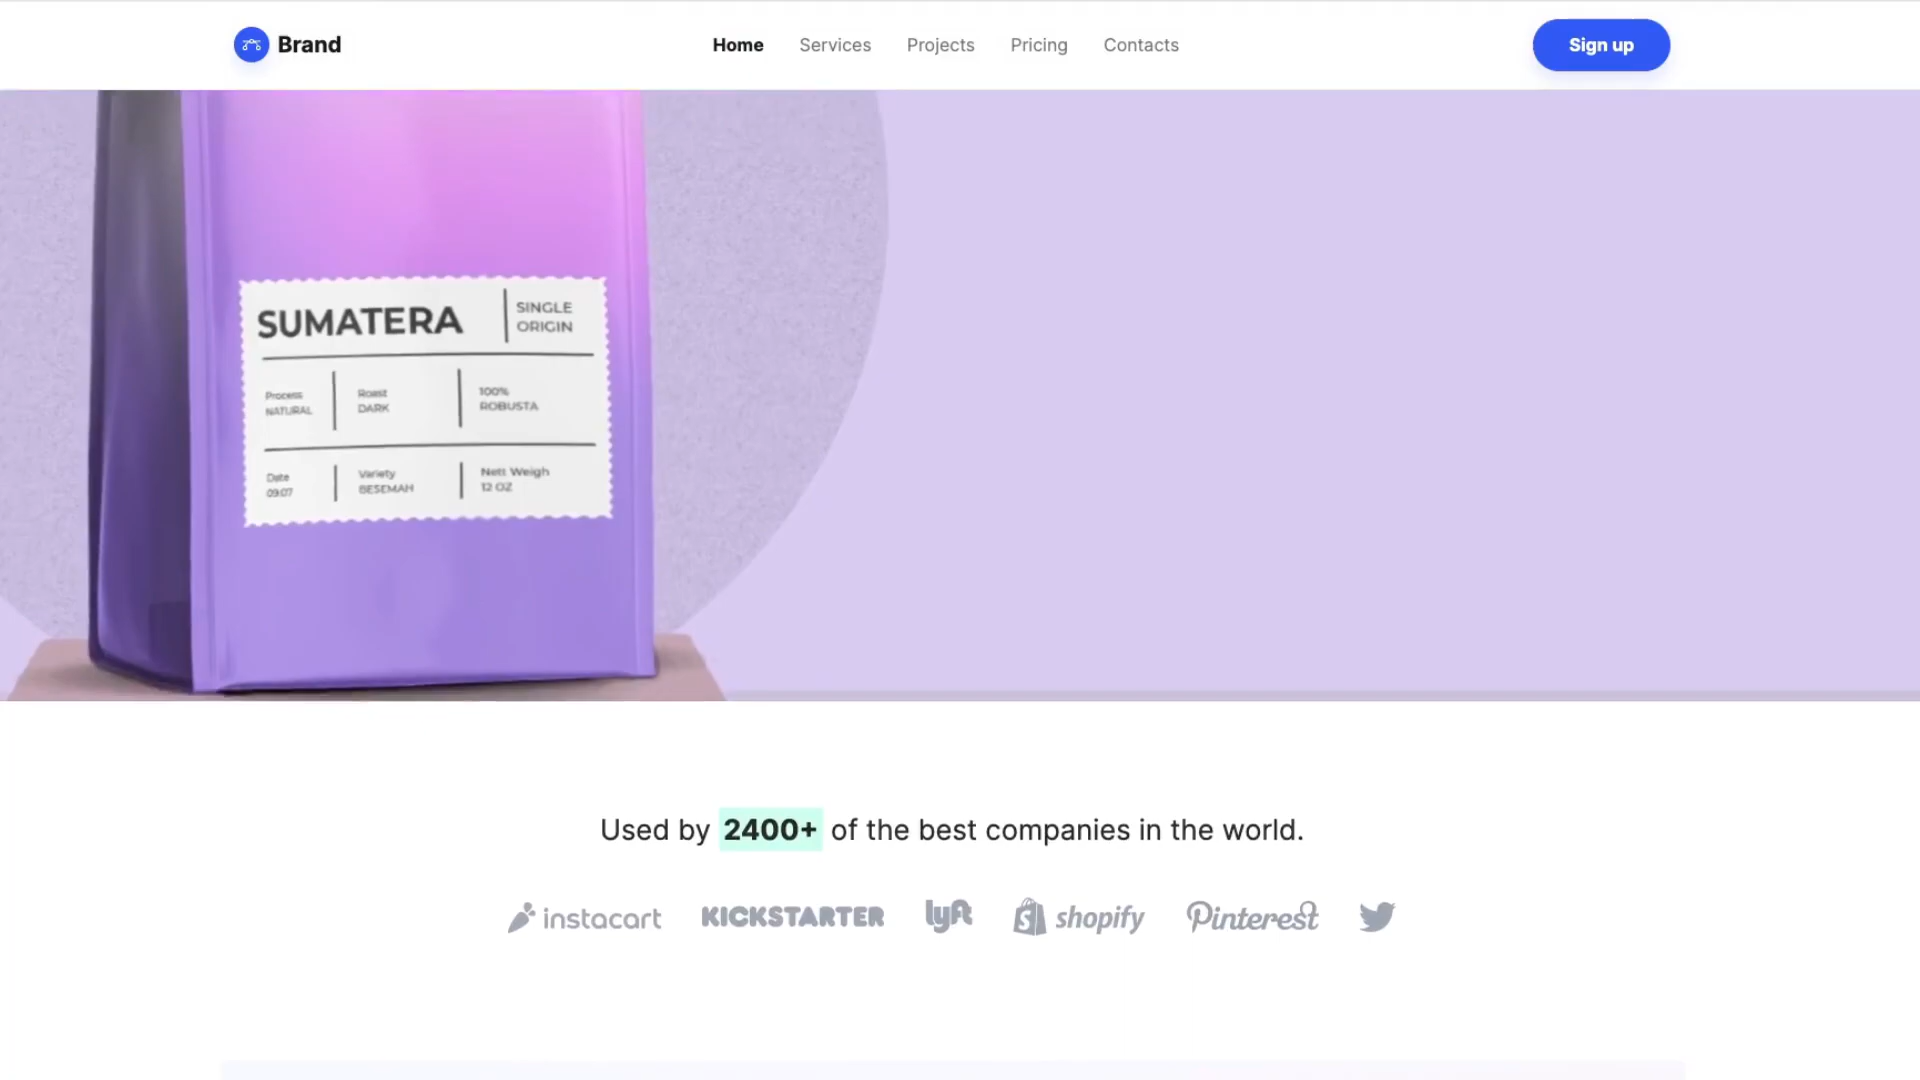 Brand
Home Services Projects Pricing Contacts
Sign up
SUMATERA
SINGLE
ORIGIN
Process
NATURAL
Roast
DARK
100%
ROBUSTA
Date
09.07
Variety
BESEMAH
Nett Weigh
12 OZ
Used by 2400+ of the best companies in the world.
instacart KICKSTARTER lyft shopify Pinterest